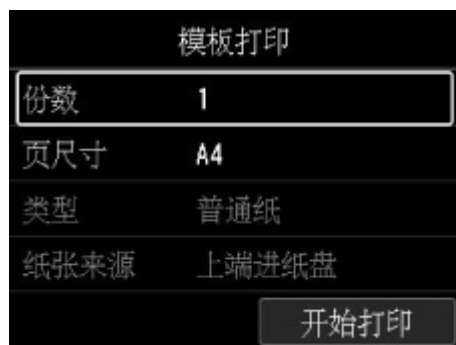 模板打印
份数 1
页尺寸 A4
类型 普通纸
纸张来源 上端进纸盘
开始打印